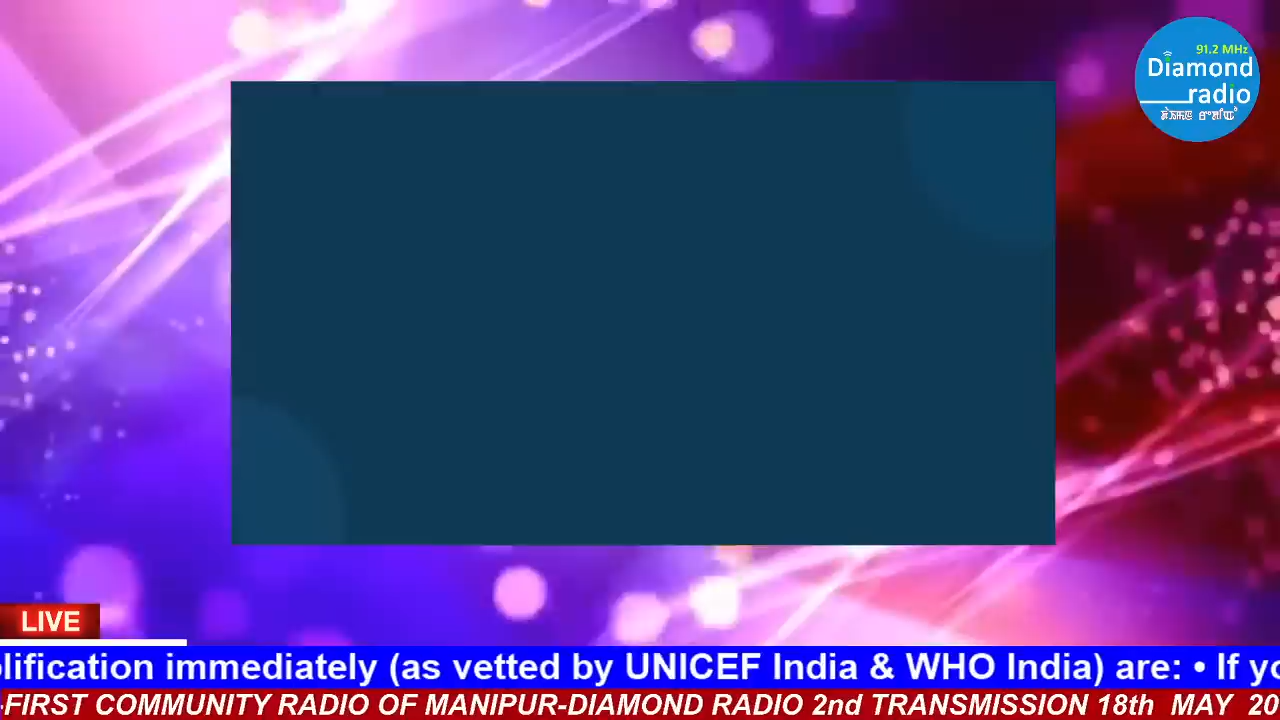 91.2 MHz
Diamond
radio
LIVE
lification immediately (as vetted by UNICEF India & WHO India) are: • If yo
-FIRST COMMUNITY RADIO OF MANIPUR-DIAMOND RADIO 2nd TRANSMISSION 18th MAY 20